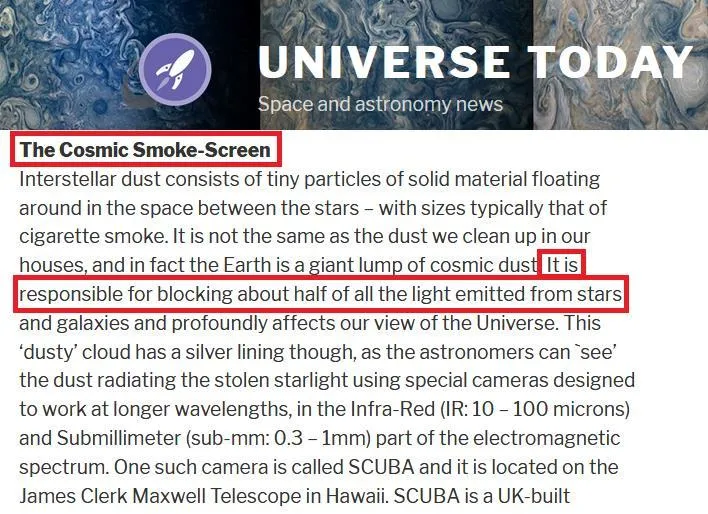 UNIVERSE TODAY
Space and astronomy news
The Cosmic Smoke-Screen
Interstellar dust consists of tiny particles of solid material floating
around in the space between the stars – with sizes typically that of
cigarette smoke. It is not the same as the dust we clean up in our
houses, and in fact the Earth is a giant lump of cosmic dust. It is
responsible for blocking about half of all the light emitted from stars
and galaxies and profoundly affects our view of the Universe. This
‘dusty’ cloud has a silver lining though, as the astronomers can `see’
the dust radiating the stolen starlight using special cameras designed
to work at longer wavelengths, in the Infra-Red (IR: 10 – 100 microns)
and Submillimeter (sub-mm: 0.3 – 1mm) part of the electromagnetic
spectrum. One such camera is called SCUBA and it is located on the
James Clerk Maxwell Telescope in Hawaii. SCUBA is a UK-built